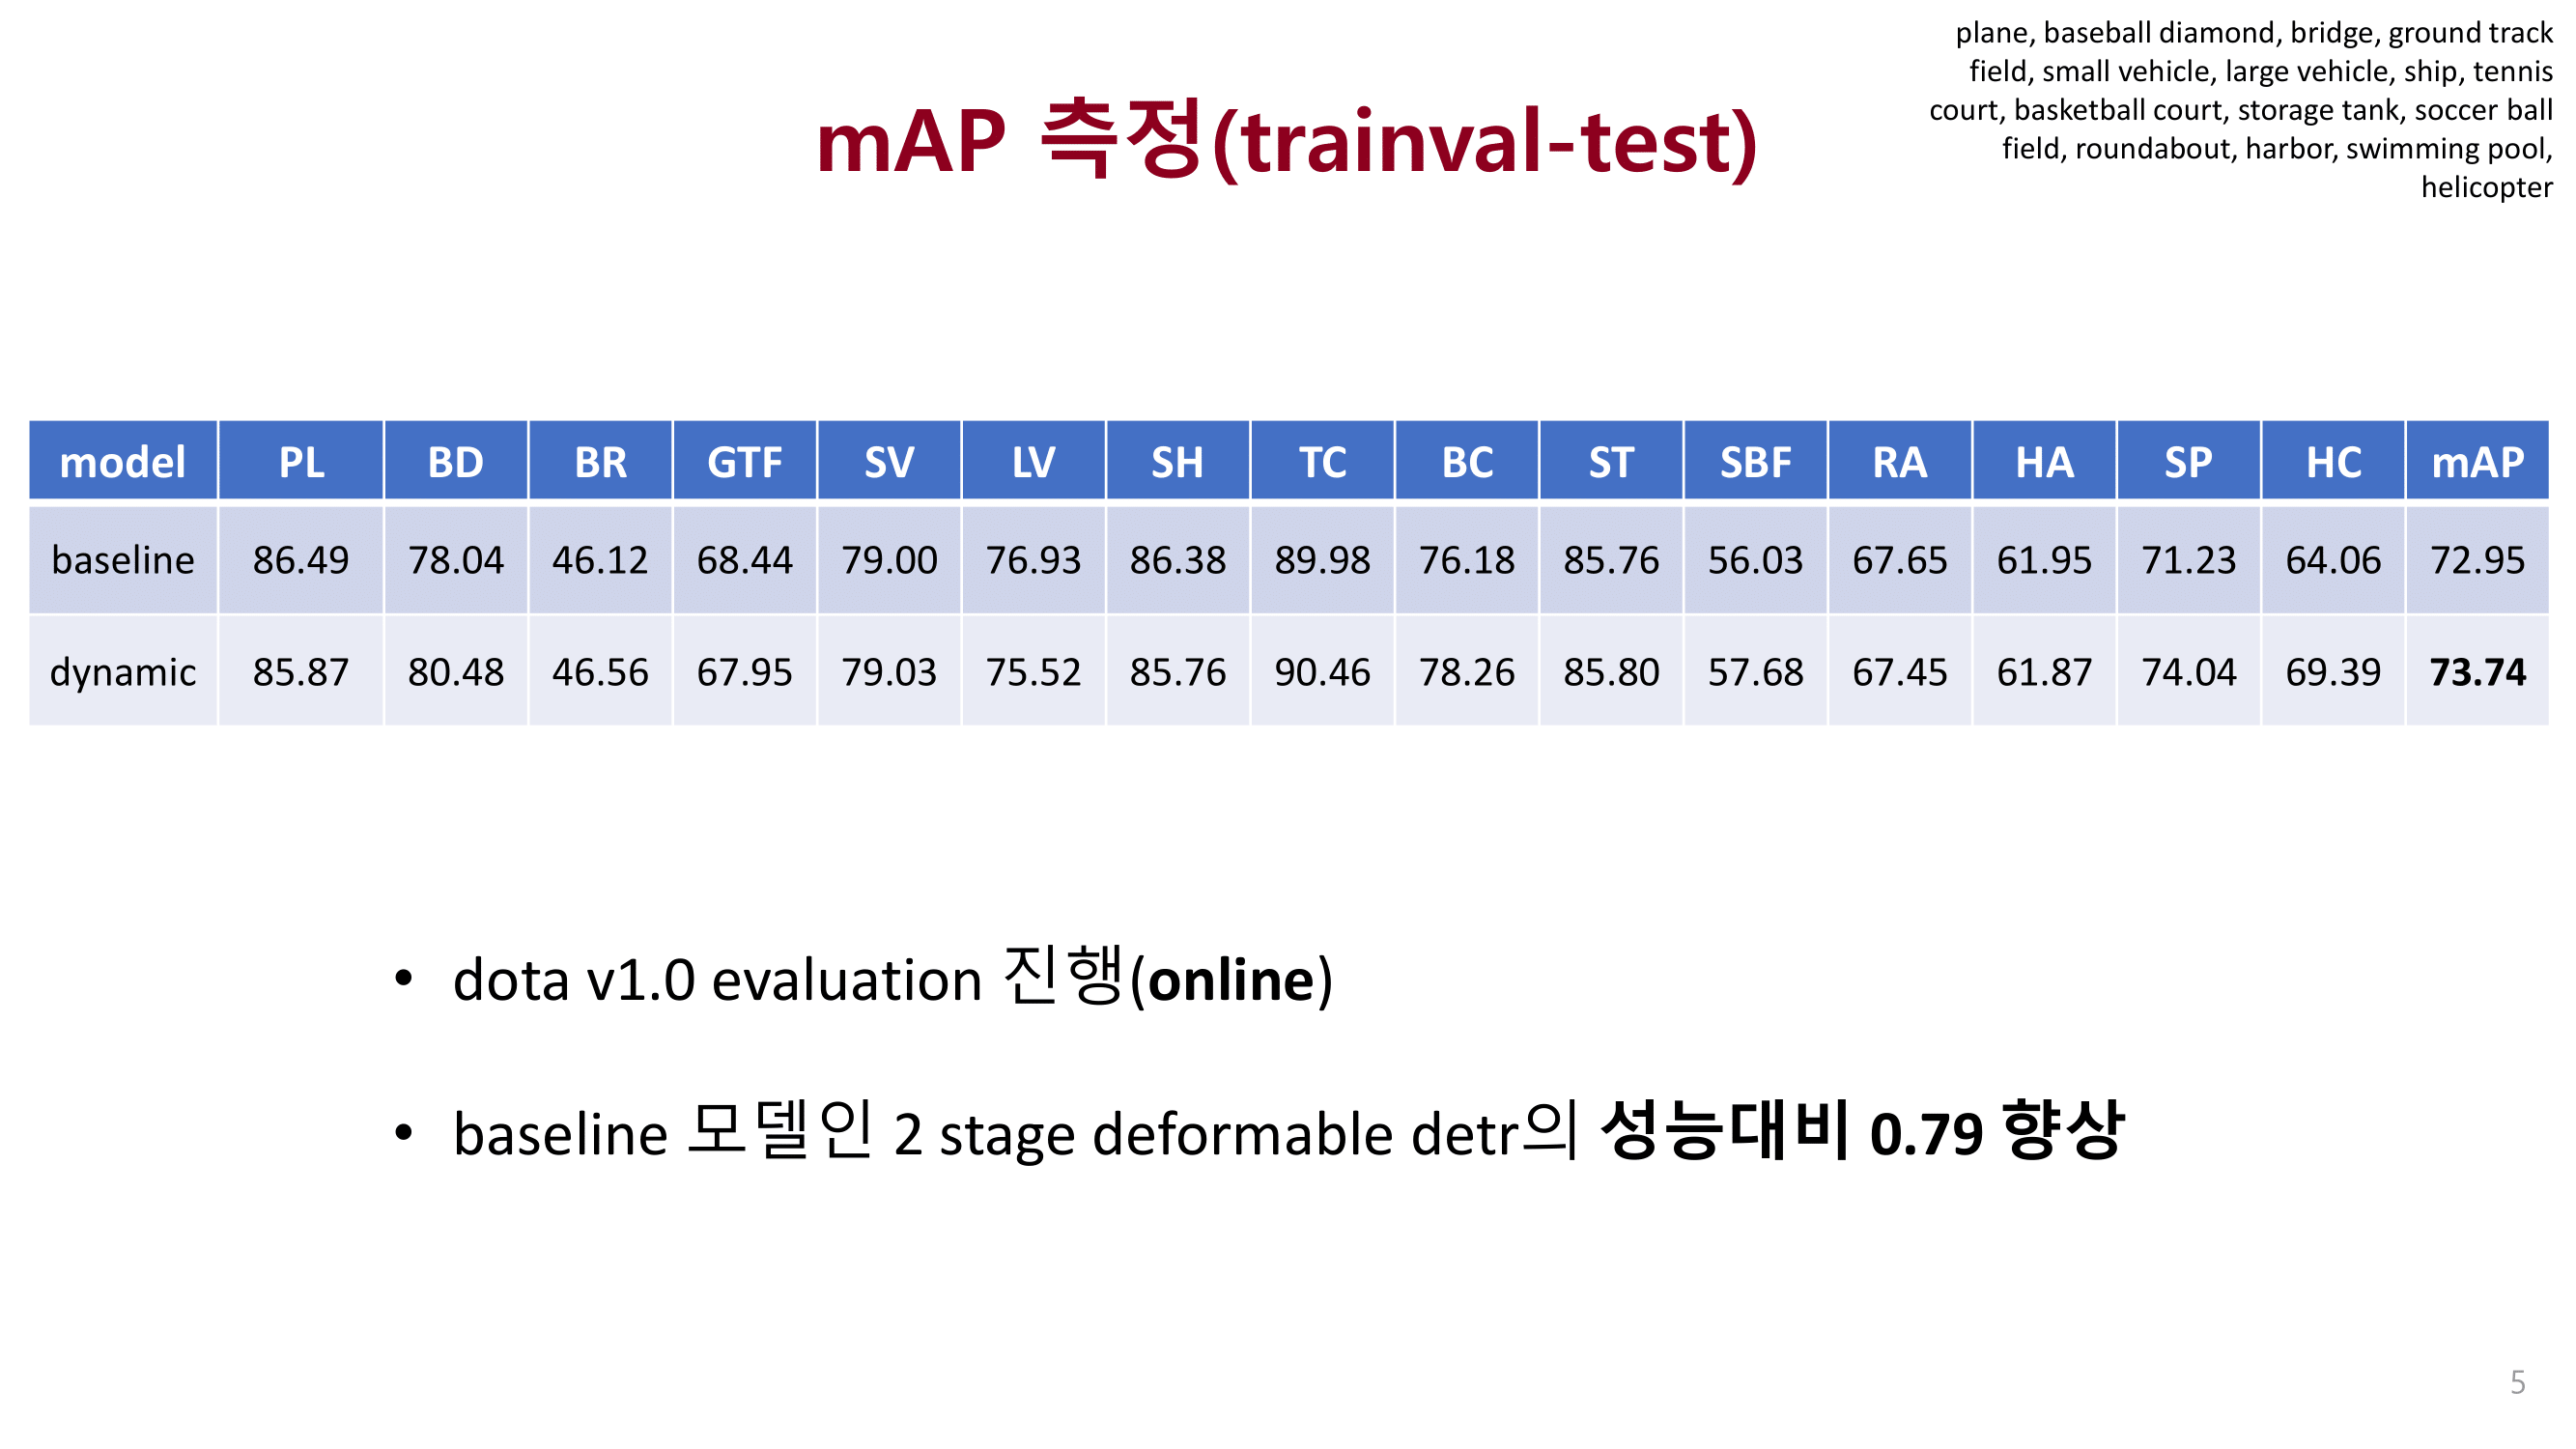 plane, baseball diamond, bridge, ground track
field, small vehicle, large vehicle, ship, tennis
court, basketball court, storage tank, soccer ball
field, roundabout, harbor, swimming pool,
helicopter
mAP 측정(trainval-test)
model PL BD BR GTF SV LV SH TC BC ST SBF RA HA SP HC mAP
baseline 86.49 78.04 46.12 68.44 79.00 76.93 86.38 89.98 76.18 85.76 56.03 67.65 61.95 71.23 64.06 72.95
dynamic 85.87 80.48 46.56 67.95 79.03 75.52 85.76 90.46 78.26 85.80 57.68 67.45 61.87 74.04 69.39 73.74
• dota v1.0 evaluation 진행(online)
• baseline 모델인 2 stage deformable detr의 성능대비 0.79 향상
5